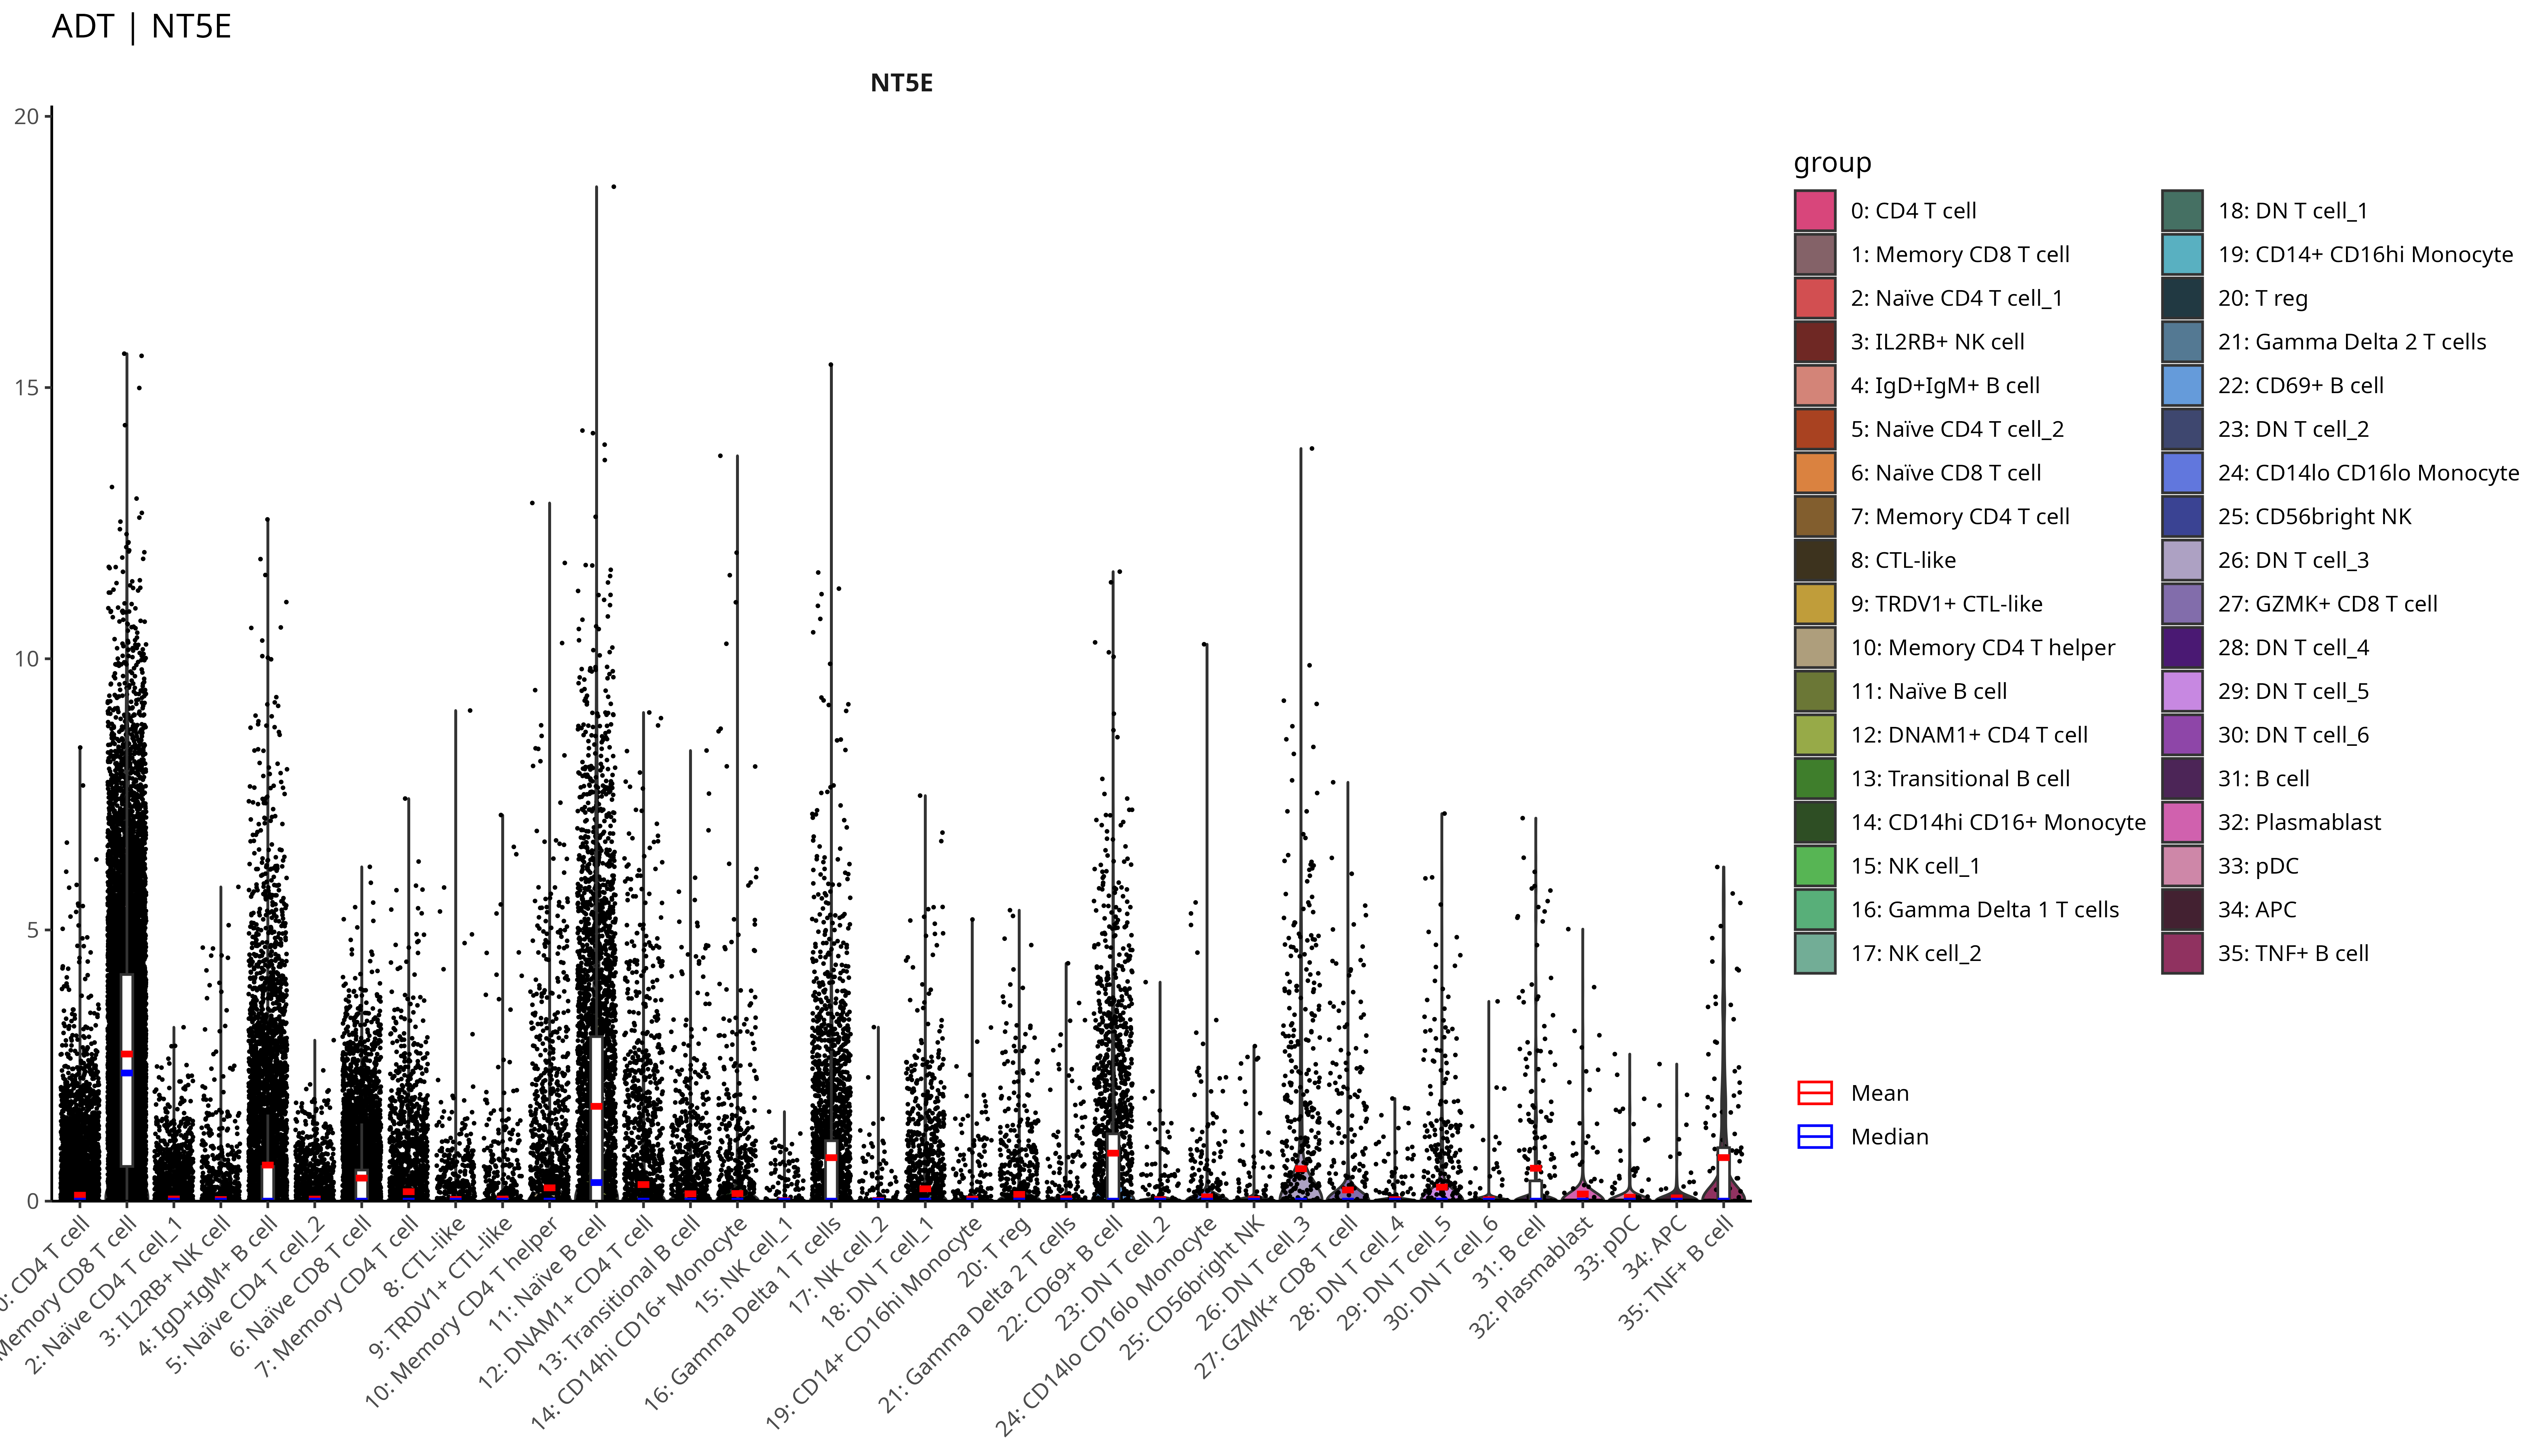 ADT | NT5E
NT5E
20
15
10
5
0
0: CD4 T cell
Memory CD8 T cell
2: Naïve CD4 T cell_1
3: IL2RB+ NK cell
4: IgD+IgM+ B cell
5: Naïve CD4 T cell_2
6: Naïve CD8 T cell
7: Memory CD4 T cell
8: CTL-like
9: TRDV1+ CTL-like
10: Memory CD4 T helper
11: Naïve B cell
12: DNAM1+ CD4 T cell
13: Transitional B cell
14: CD14hi CD16+ Monocyte
15: NK cell_1
16: Gamma Delta 1 T cells
17: NK cell_2
18: DN T cell_1
19: CD14+ CD16hi Monocyte
20: T reg
21: Gamma Delta 2 T cells
22: CD69+ B cell
23: DN T cell_2
24: CD14lo CD16lo Monocyte
25: CD56bright NK
26: DN T cell_3
27: GZMK+ CD8 T cell
28: DN T cell_4
29: DN T cell_5
30: DN T cell_6
31: B cell
32: Plasmablast
33: pDC
34: APC
35: TNF+ B cell
group
0: CD4 T cell
1: Memory CD8 T cell
2: Naïve CD4 T cell_1
3: IL2RB+ NK cell
4: IgD+IgM+ B cell
5: Naïve CD4 T cell_2
6: Naïve CD8 T cell
7: Memory CD4 T cell
8: CTL-like
9: TRDV1+ CTL-like
10: Memory CD4 T helper
11: Naïve B cell
12: DNAM1+ CD4 T cell
13: Transitional B cell
14: CD14hi CD16+ Monocyte
15: NK cell_1
16: Gamma Delta 1 T cells
17: NK cell_2
18: DN T cell_1
19: CD14+ CD16hi Monocyte
20: T reg
21: Gamma Delta 2 T cells
22: CD69+ B cell
23: DN T cell_2
24: CD14lo CD16lo Monocyte
25: CD56bright NK
26: DN T cell_3
27: GZMK+ CD8 T cell
28: DN T cell_4
29: DN T cell_5
30: DN T cell_6
31: B cell
32: Plasmablast
33: pDC
34: APC
35: TNF+ B cell
Mean
Median